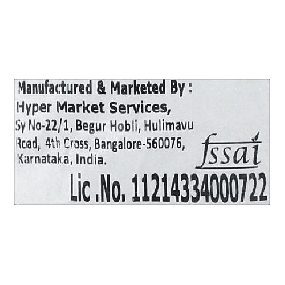 Manufactured & Marketed By :
Hyper Market Services,
Sy No-22/1, Begur Hobli, Hulimavu
Road, 4th Cross, Bangalore-560076,
Karnataka, India.
fssai
Lic .No. 11214334000722